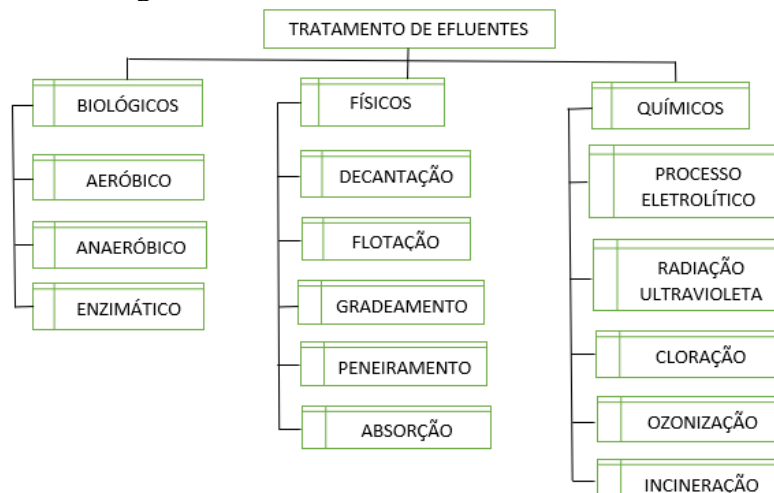 TRATAMENTO DE EFLUENTES
BIOLÓGICOS
AERÓBICO
ANAERÓBICO
ENZIMÁTICO
FÍSICOS
DECANTAÇÃO
FLOTAÇÃO
GRADEAMENTO
PENEIRAMENTO
ABSORÇÃO
QUÍMICOS
PROCESSO
ELETROLÍTICO
RADIAÇÃO
ULTRAVIOLETA
CLORAÇÃO
OZONIZAÇÃO
INCINERAÇÃO